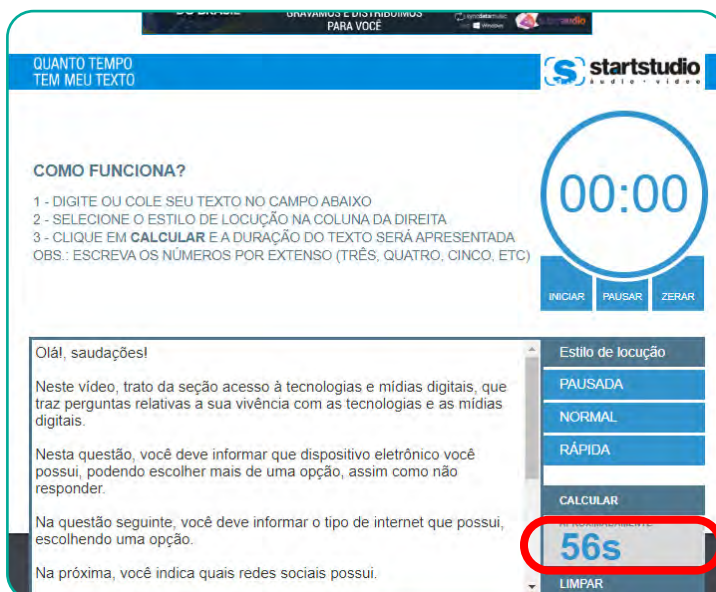 DO BRASIL
GRAVAMOS E DISTRIBUÍMOS
PARA VOCÊ
Windows
QUANTO TEMPO
TEM MEU TEXTO
S startstudio
áudio • vídeo
COMO FUNCIONA?
1 - DIGITE OU COLE SEU TEXTO NO CAMPO ABAIXO
2 - SELECIONE O ESTILO DE LOCUÇÃO NA COLUNA DA DIREITA
3 - CLIQUE EM CALCULAR E A DURAÇÃO DO TEXTO SERÁ APRESENTADA
OBS.: ESCREVA OS NÚMEROS POR EXTENSO (TRÊS, QUATRO, CINCO, ETC)
00:00
INICIAR PAUSAR ZERAR
Olá!, saudações!
Neste vídeo, trato da seção acesso à tecnologias e mídias digitais, que
traz perguntas relativas a sua vivência com as tecnologias e as mídias
digitais.
Nesta questão, você deve informar que dispositivo eletrônico você
possui, podendo escolher mais de uma opção, assim como não
responder.
Na questão seguinte, você deve informar o tipo de internet que possui,
escolhendo uma opção.
Na próxima, você indica quais redes sociais possui.
Estilo de locução
PAUSADA
NORMAL
RÁPIDA
CALCULAR
APROXIMADAMENTE
56s
LIMPAR